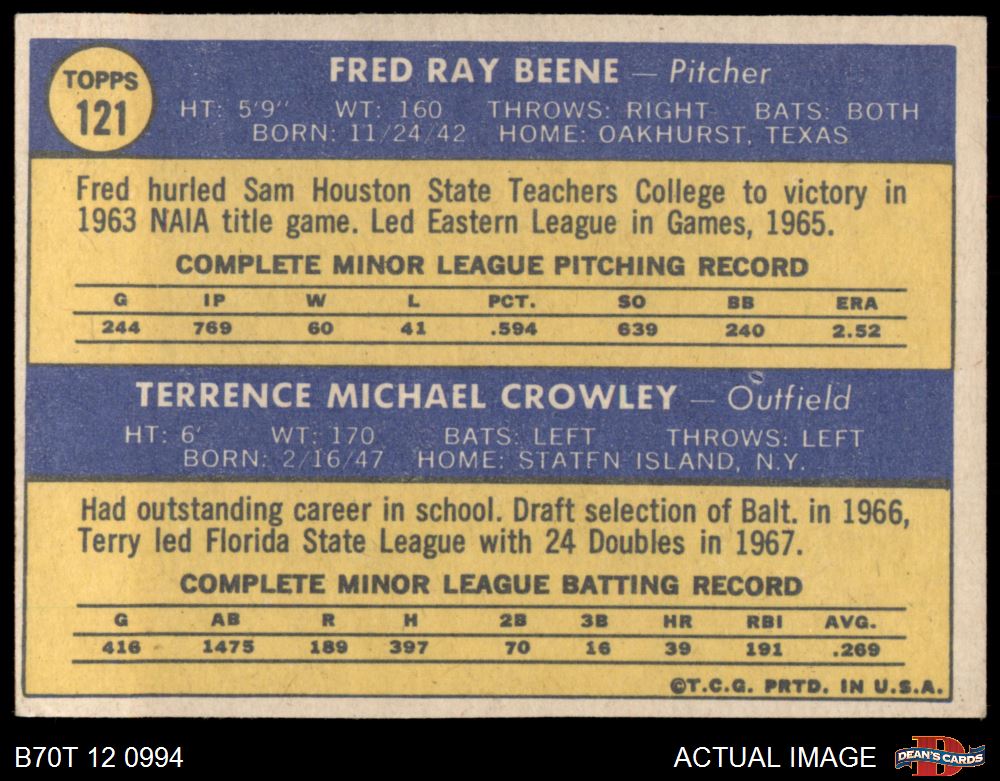 TOPPS
121
FRED RAY BEENE — Pitcher
HT: 5'9" WT: 160 THROWS: RIGHT BATS: BOTH
BORN: 11/24/42 HOME: OAKHURST, TEXAS
Fred hurled Sam Houston State Teachers College to victory in
1963 NAIA title game. Led Eastern League in Games, 1965.
COMPLETE MINOR LEAGUE PITCHING RECORD
G IP W L PCT. SO BB ERA
244 769 60 41 .594 639 240 2.52
TERRENCE MICHAEL CROWLEY — Outfield
HT: 6' WT: 170 BATS: LEFT THROWS: LEFT
BORN: 2/16/47 HOME: STATEN ISLAND, N.Y.
Had outstanding career in school. Draft selection of Balt. in 1966,
Terry led Florida State League with 24 Doubles in 1967.
COMPLETE MINOR LEAGUE BATTING RECORD
G AB R H 2B 3B HR RBI AVG.
416 1475 189 397 70 16 39 191 .269
©T.C.G. PRTD. IN U.S.A.
B70T 12 0994 ACTUAL IMAGE D DEAN'S CARDS